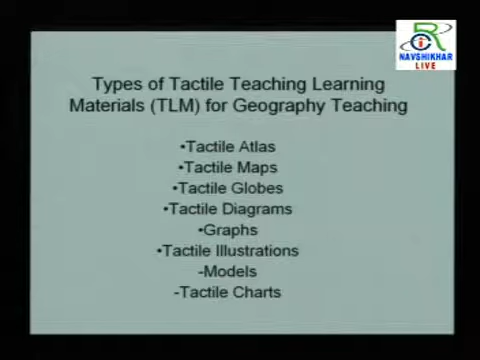 5R
NAVSHIKHAR
LIVE
Types of Tactile Teaching Learning
Materials (TLM) for Geography Teaching
•Tactile Atlas
•Tactile Maps
•Tactile Globes
•Tactile Diagrams
•Graphs
•Tactile Illustrations
-Models
-Tactile Charts